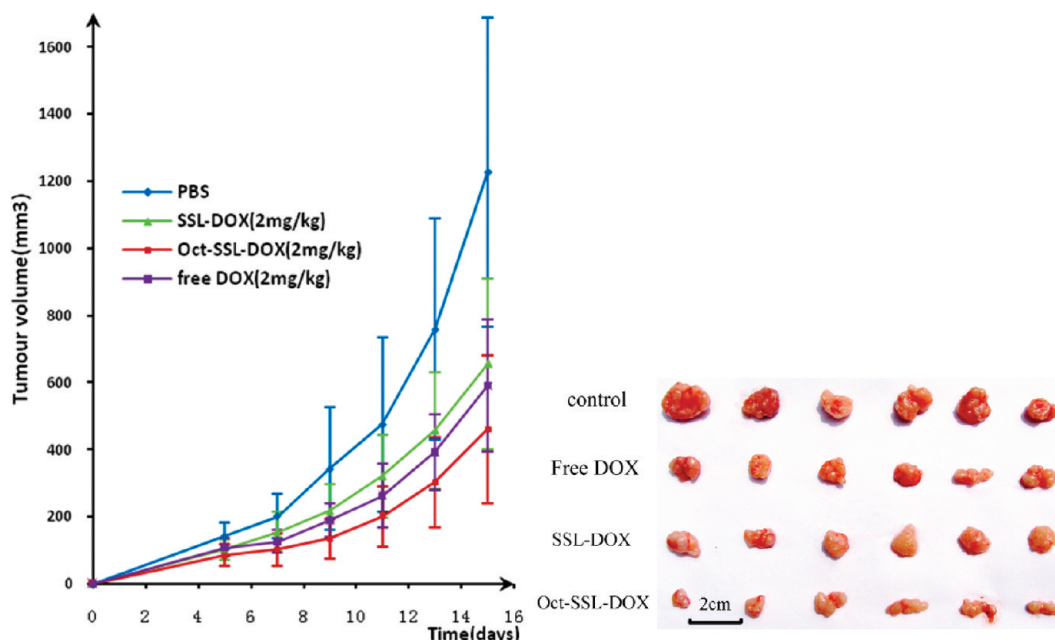 Tumour volume(mm3)
1600
1400
1200
1000
800
600
400
200
0
PBS
SSL-DOX(2mg/kg)
Oct-SSL-DOX(2mg/kg)
free DOX(2mg/kg)
0 2 4 6 8 10 12 14 16
Time(days)
control
Free DOX
SSL-DOX
Oct-SSL-DOX
2cm